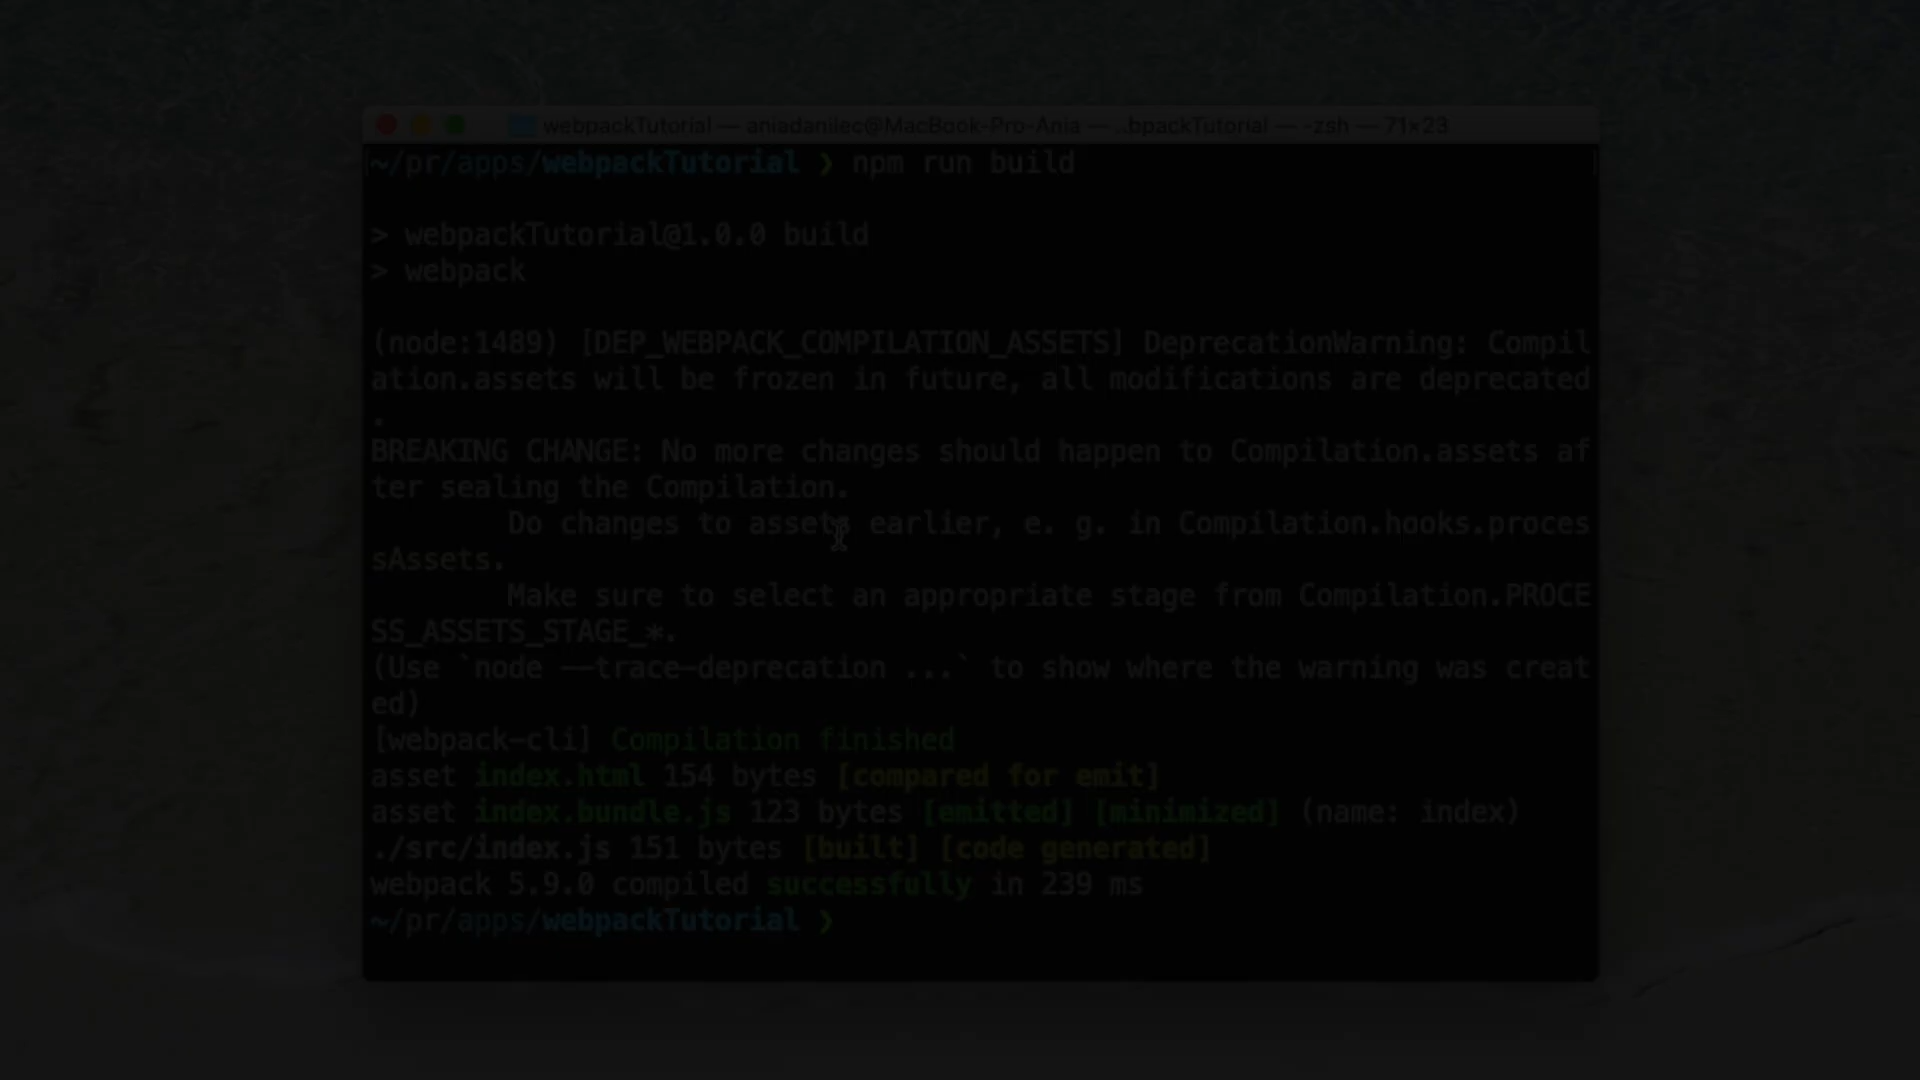 webpackTutorial — aniadanilec@MacBook-Pro-Ania — ..bpackTutorial — -zsh — 71×23
~/pr/apps/webpackTutorial ❯ npm run build
> webpackTutorial@1.0.0 build
> webpack
(node:1489) [DEP_WEBPACK_COMPILATION_ASSETS] DeprecationWarning: Compil
ation.assets will be frozen in future, all modifications are deprecated
.
BREAKING CHANGE: No more changes should happen to Compilation.assets af
ter sealing the Compilation.
Do changes to assets earlier, e. g. in Compilation.hooks.proces
sAssets.
Make sure to select an appropriate stage from Compilation.PROCE
SS_ASSETS_STAGE_*.
(Use `node --trace-deprecation ...` to show where the warning was creat
ed)
[webpack-cli] Compilation finished
asset index.html 154 bytes [compared for emit]
asset index.bundle.js 123 bytes [emitted] [minimized] (name: index)
./src/index.js 151 bytes [built] [code generated]
webpack 5.9.0 compiled successfully in 239 ms
~/pr/apps/webpackTutorial ❯